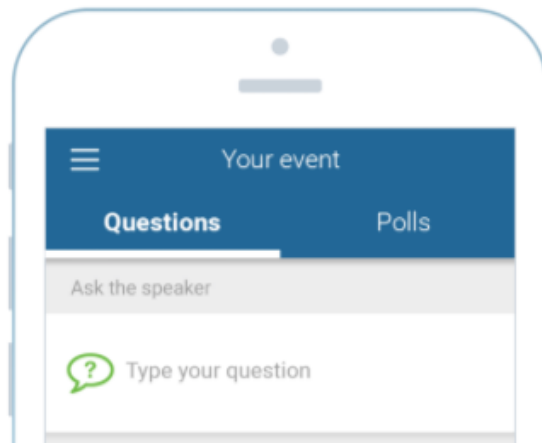 Your event
Questions Polls
Ask the speaker
? Type your question